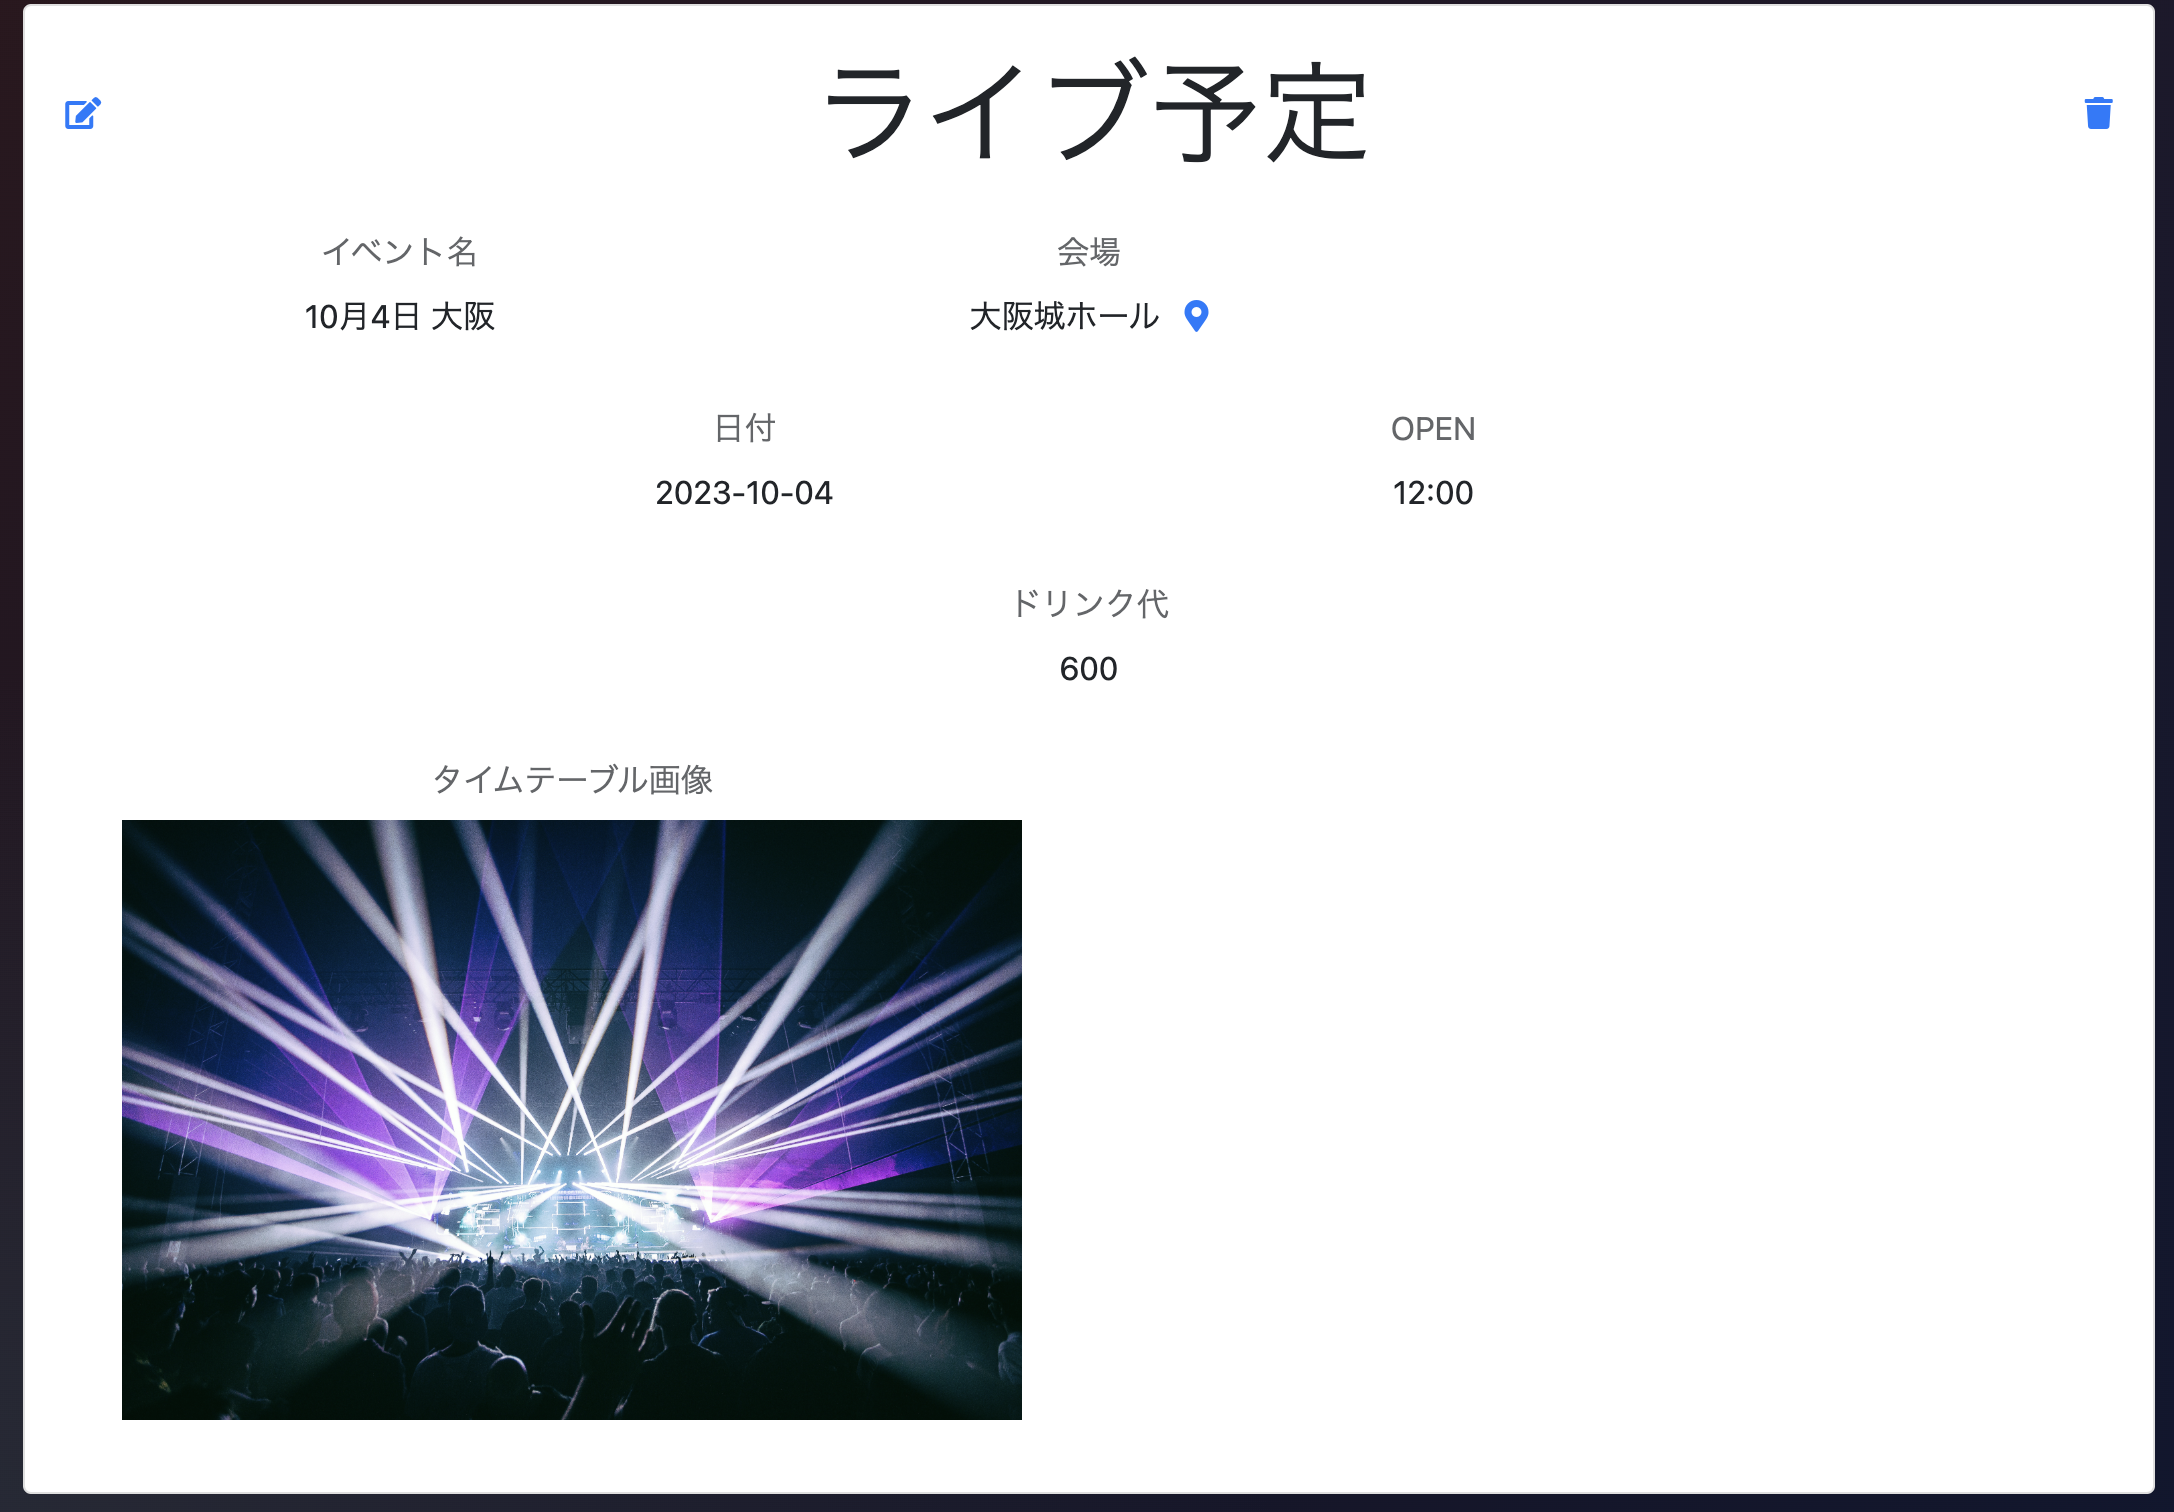 ライブ予定
イベント名
会場
10月4日 大阪
大阪城ホール
日付
OPEN
2023-10-04
12:00
ドリンク代
600
タイムテーブル画像